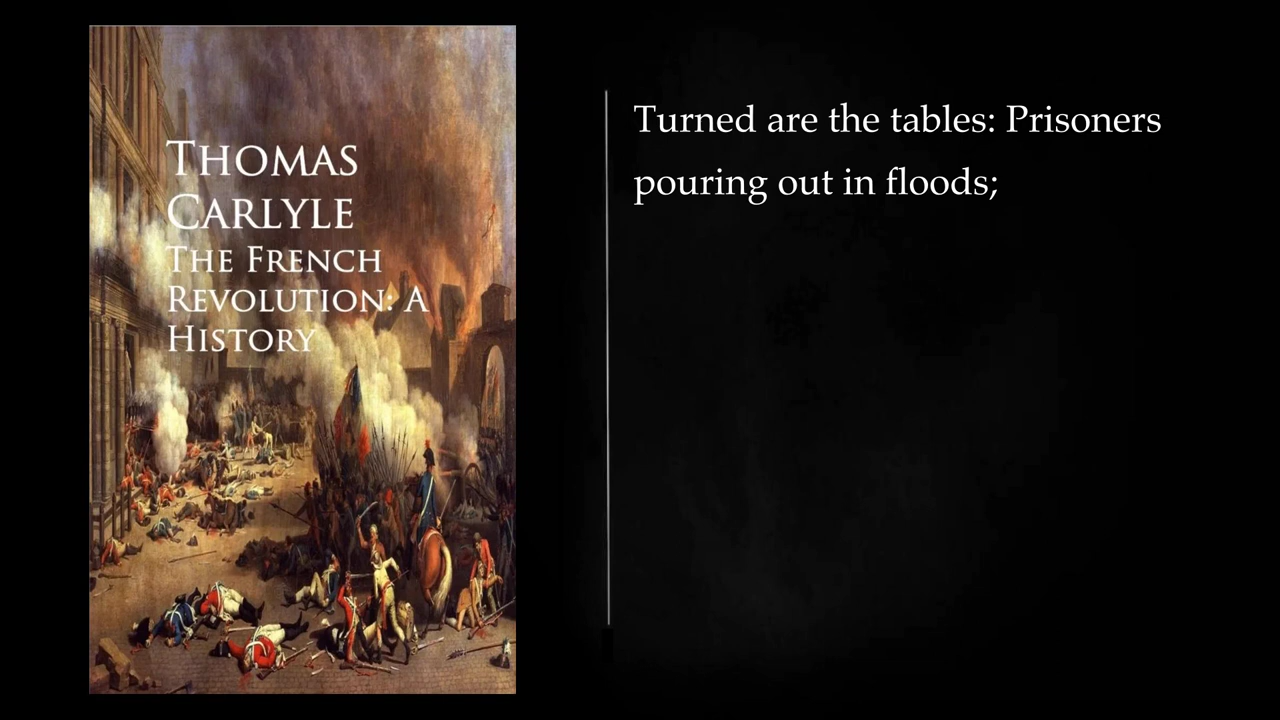 THOMAS
CARLYLE
THE FRENCH
REVOLUTION: A
HISTORY
Turned are the tables: Prisoners
pouring out in floods;